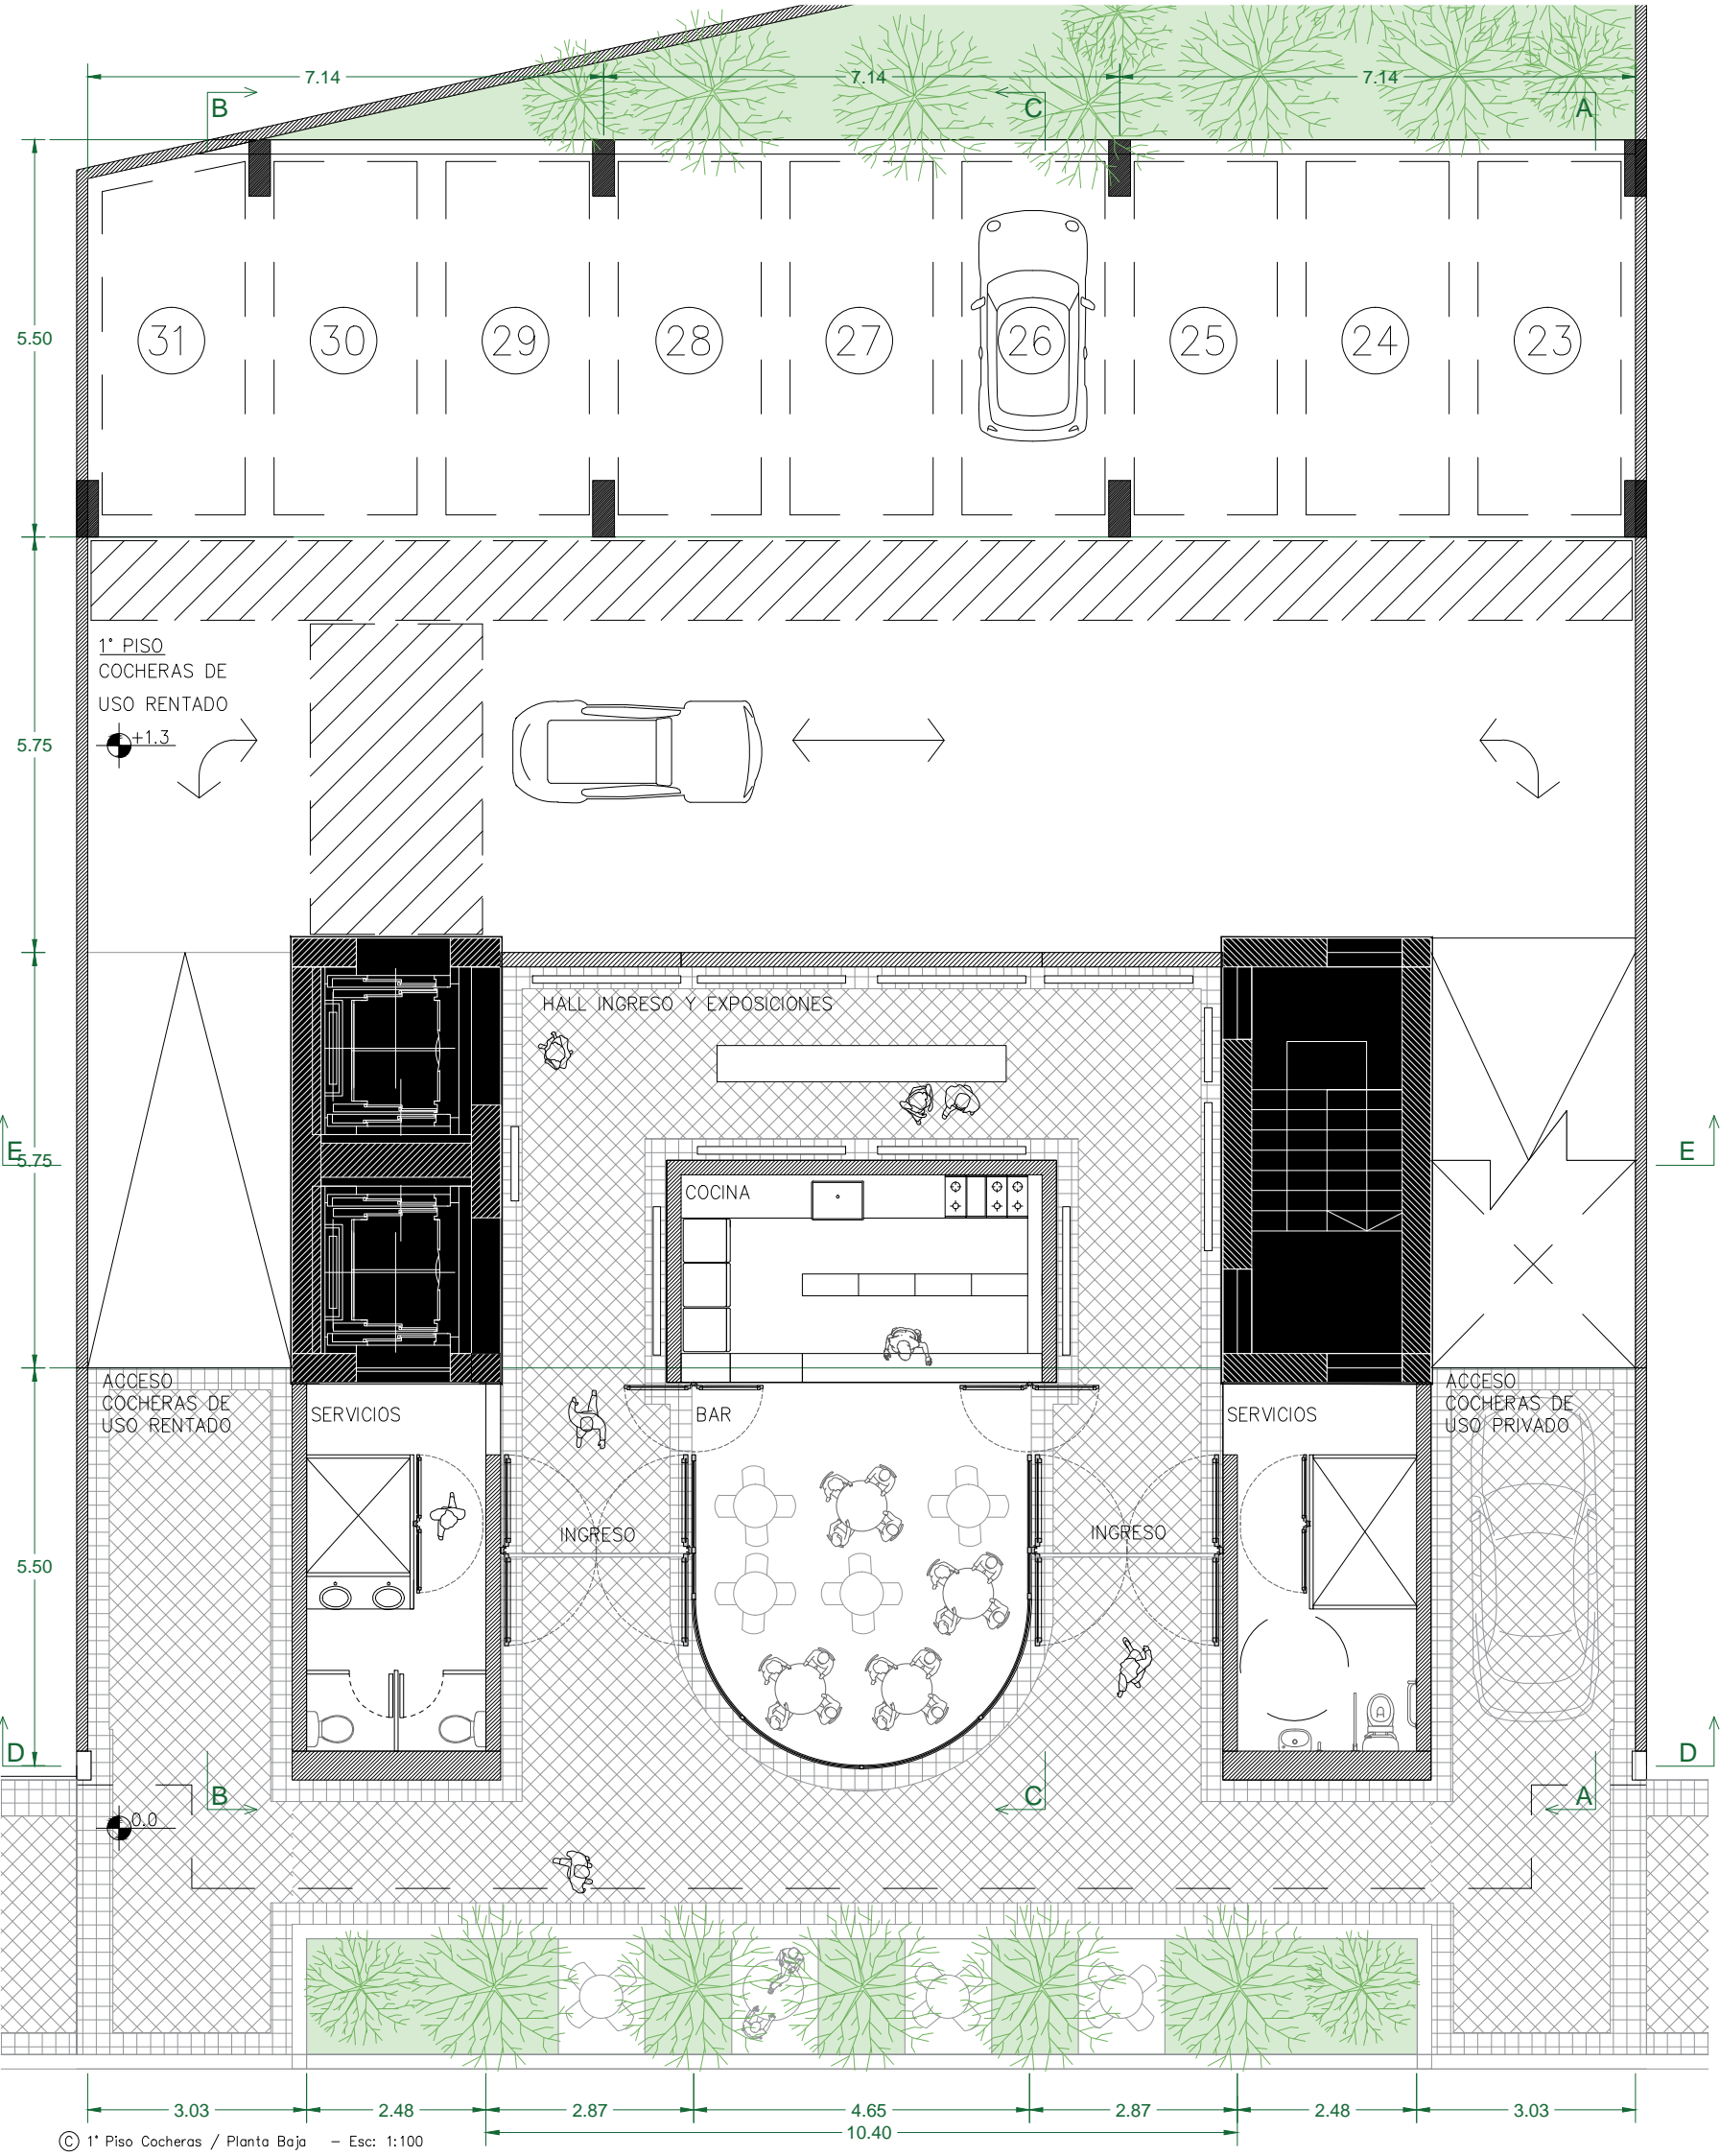 7.14
7.14
7.14
B
C
A
5.50
31
30
29
28
27
26
25
24
23
1° PISO
COCHERAS DE
USO RENTADO
+1.3
5.75
HALL INGRESO Y EXPOSICIONES
E
5.75
E
COCINA
ACCESO
COCHERAS DE
USO RENTADO
SERVICIOS
BAR
SERVICIOS
ACCESO
COCHERAS DE
USO PRIVADO
INGRESO
INGRESO
5.50
D
D
B
C
A
0.0
3.03
2.48
2.87
4.65
2.87
2.48
3.03
10.40
C 1° Piso Cocheras / Planta Baja - Esc: 1:100